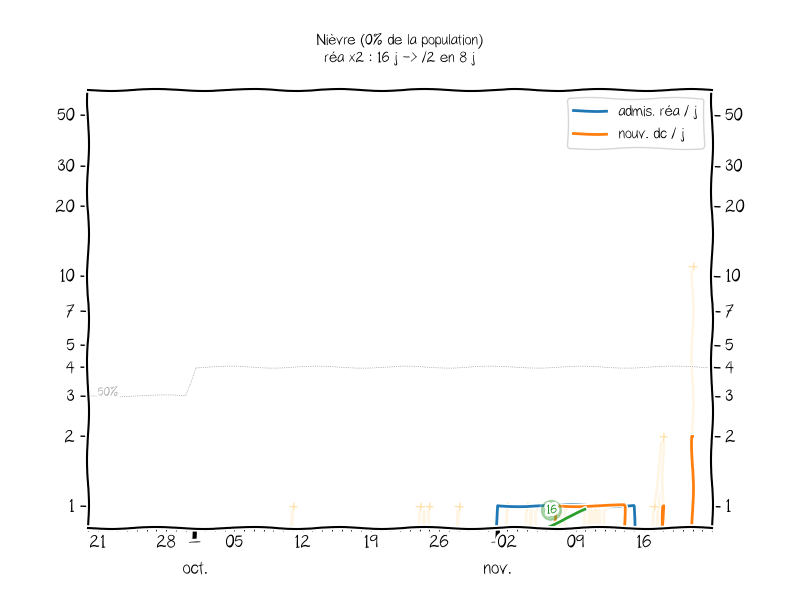 Nièvre (0% de la population)
réa x2 : 16 j -> /2 en 8 j
admis. réa / j
nouv. dc / j
50 50
30 30
20 20
10 10
7 7
5 5
4 4
3 50% 3
2 2
1 16 1
21 28 05 12 19 26 02 09 16
oct. nov.